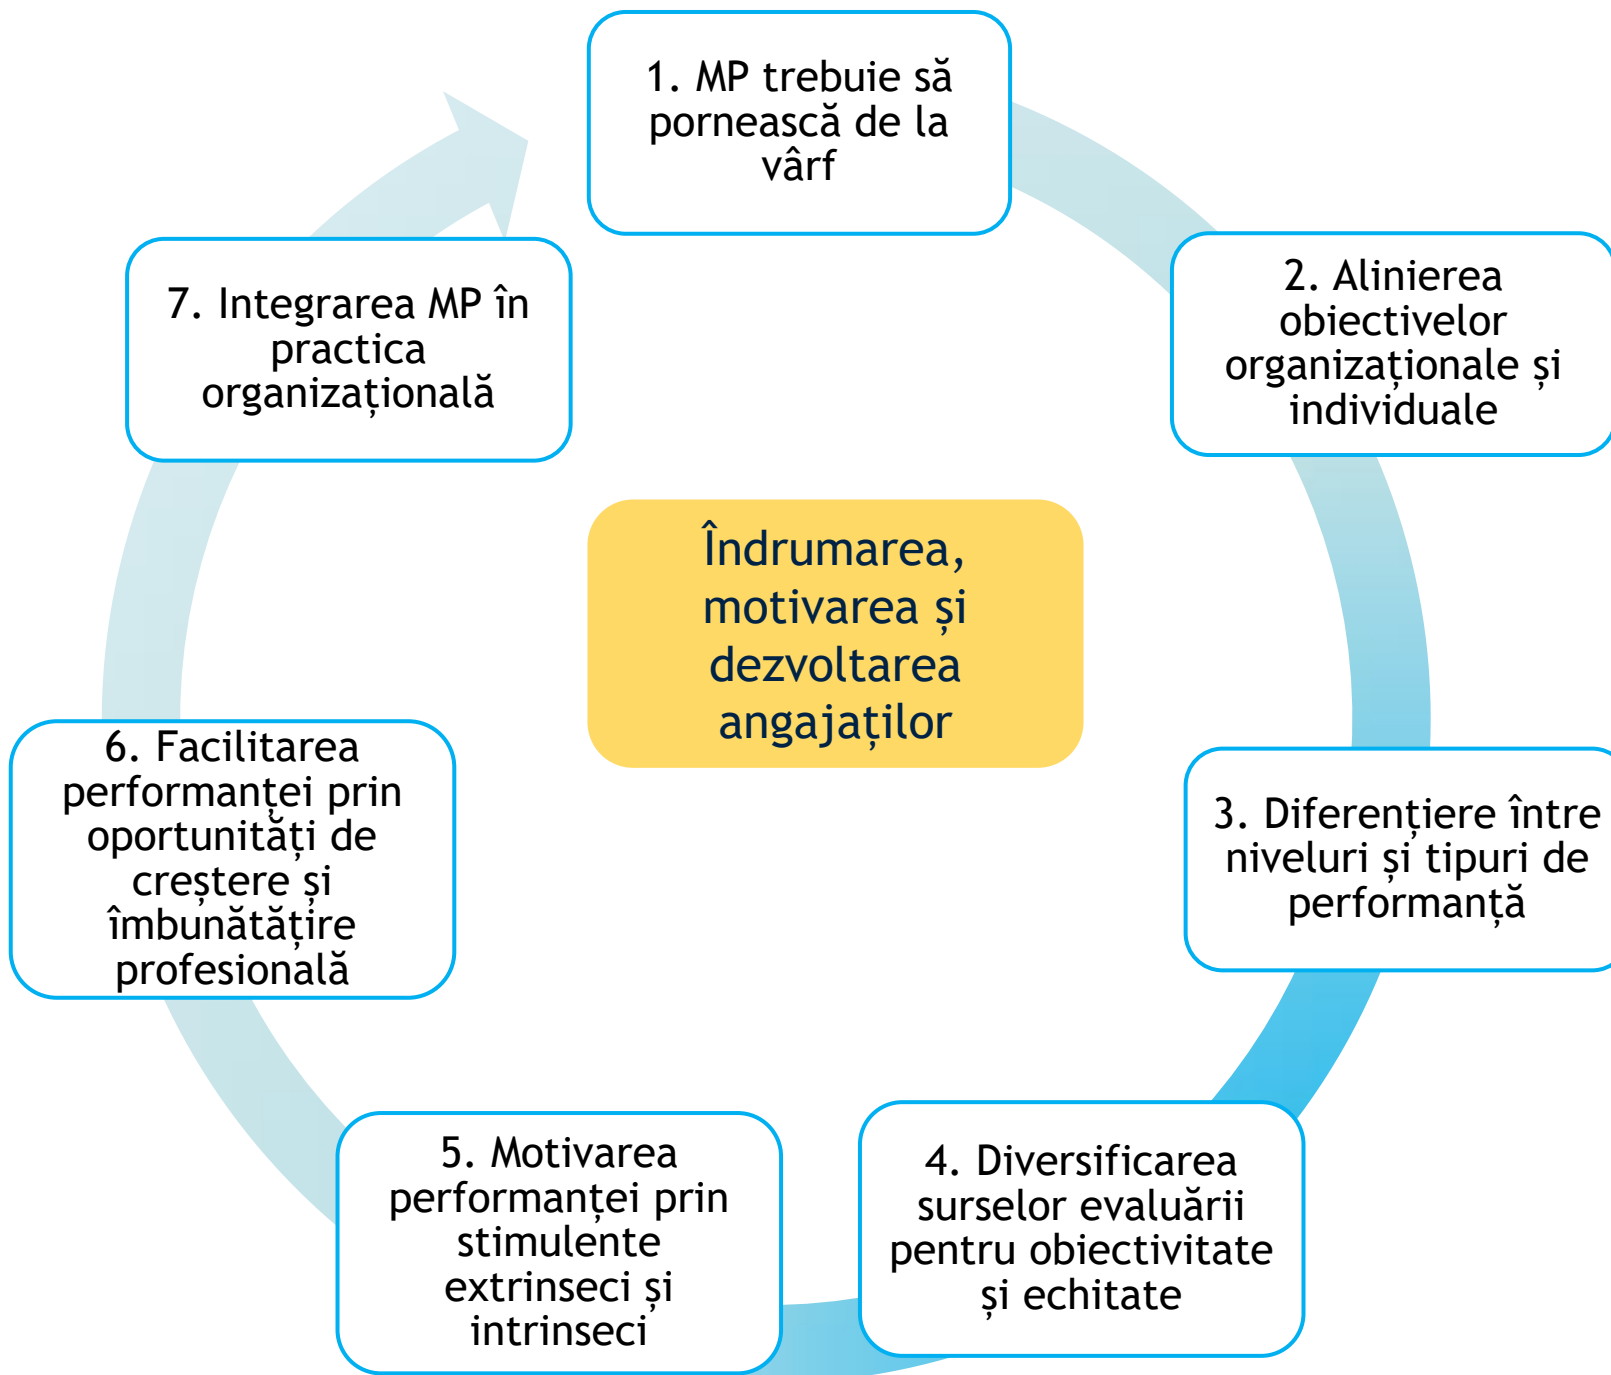 1. MP trebuie să
pornească de la
vârf
2. Alinierea
obiectivelor
organizaționale și
individuale
3. Diferențiere între
niveluri și tipuri de
performanță
4. Diversificarea
surselor evaluării
pentru obiectivitate
și echitate
5. Motivarea
performanței prin
stimulente
extrinseci și
intrinseci
6. Facilitarea
performanței prin
oportunități de
creștere și
îmbunătățire
profesională
7. Integrarea MP în
practica
organizațională
Îndrumarea,
motivarea și
dezvoltarea
angajaților